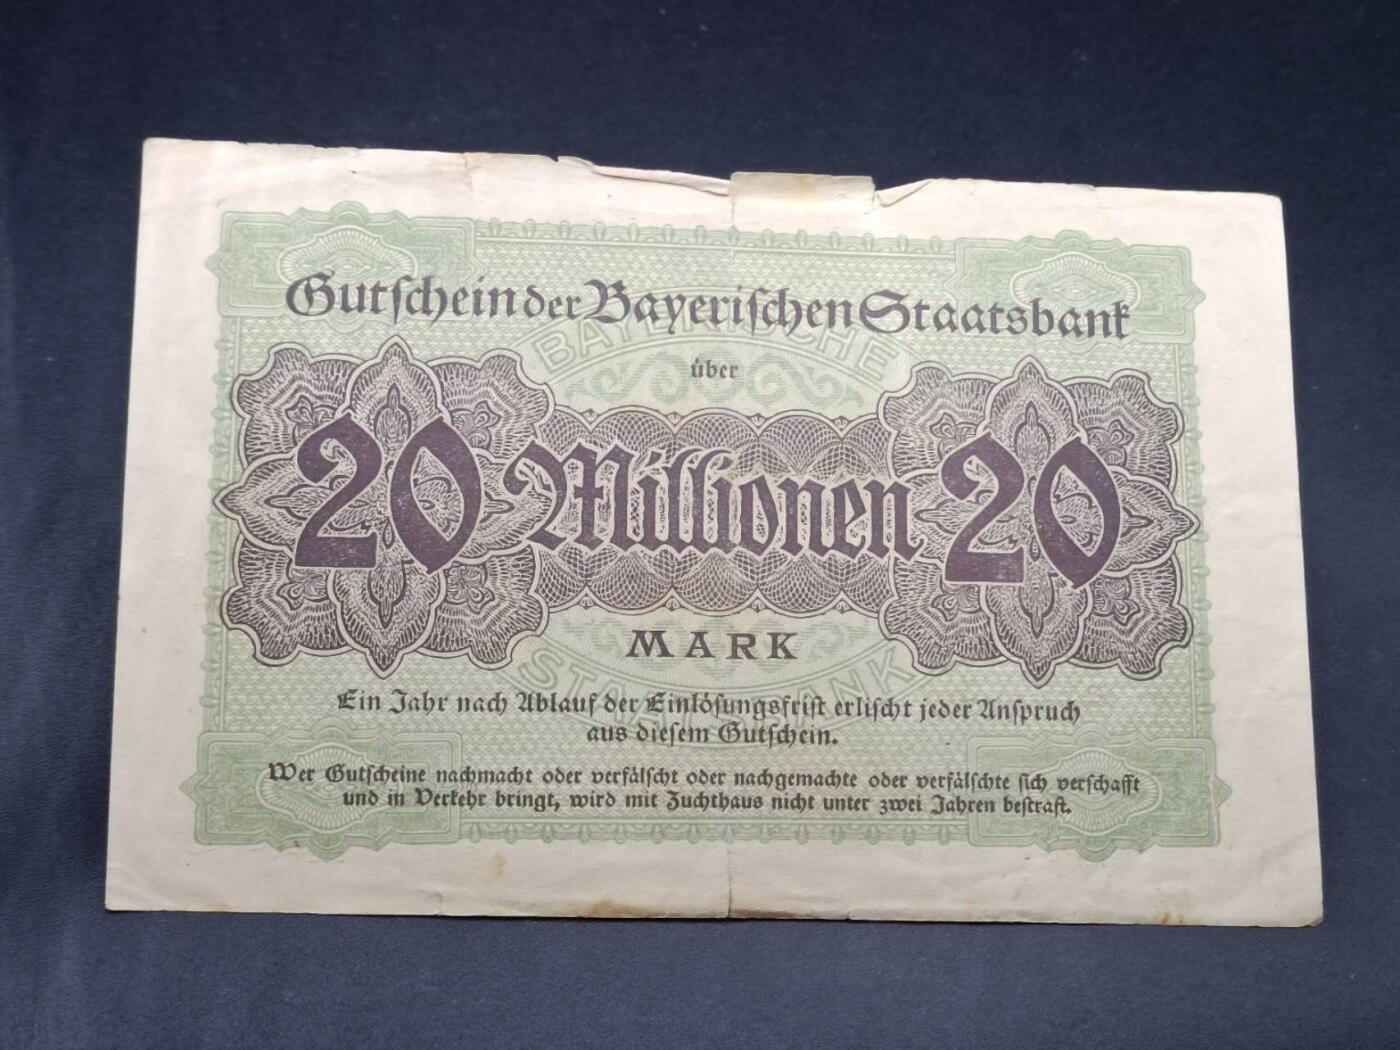 Gutschein der Bayerischen Staatsbank
über
20 Millionen 20
MARK
Ein Jahr nach Ablauf der Einlösungsfrist erlischt jeder Anspruch
aus diesem Gutschein.
Wer Gutscheine nachmacht oder verfälscht oder nachgemachte oder verfälschte sich verschafft
und in Verkehr bringt, wird mit Zuchthaus nicht unter zwei Jahren bestraft.
BAYERISCHE
STAATSBANK